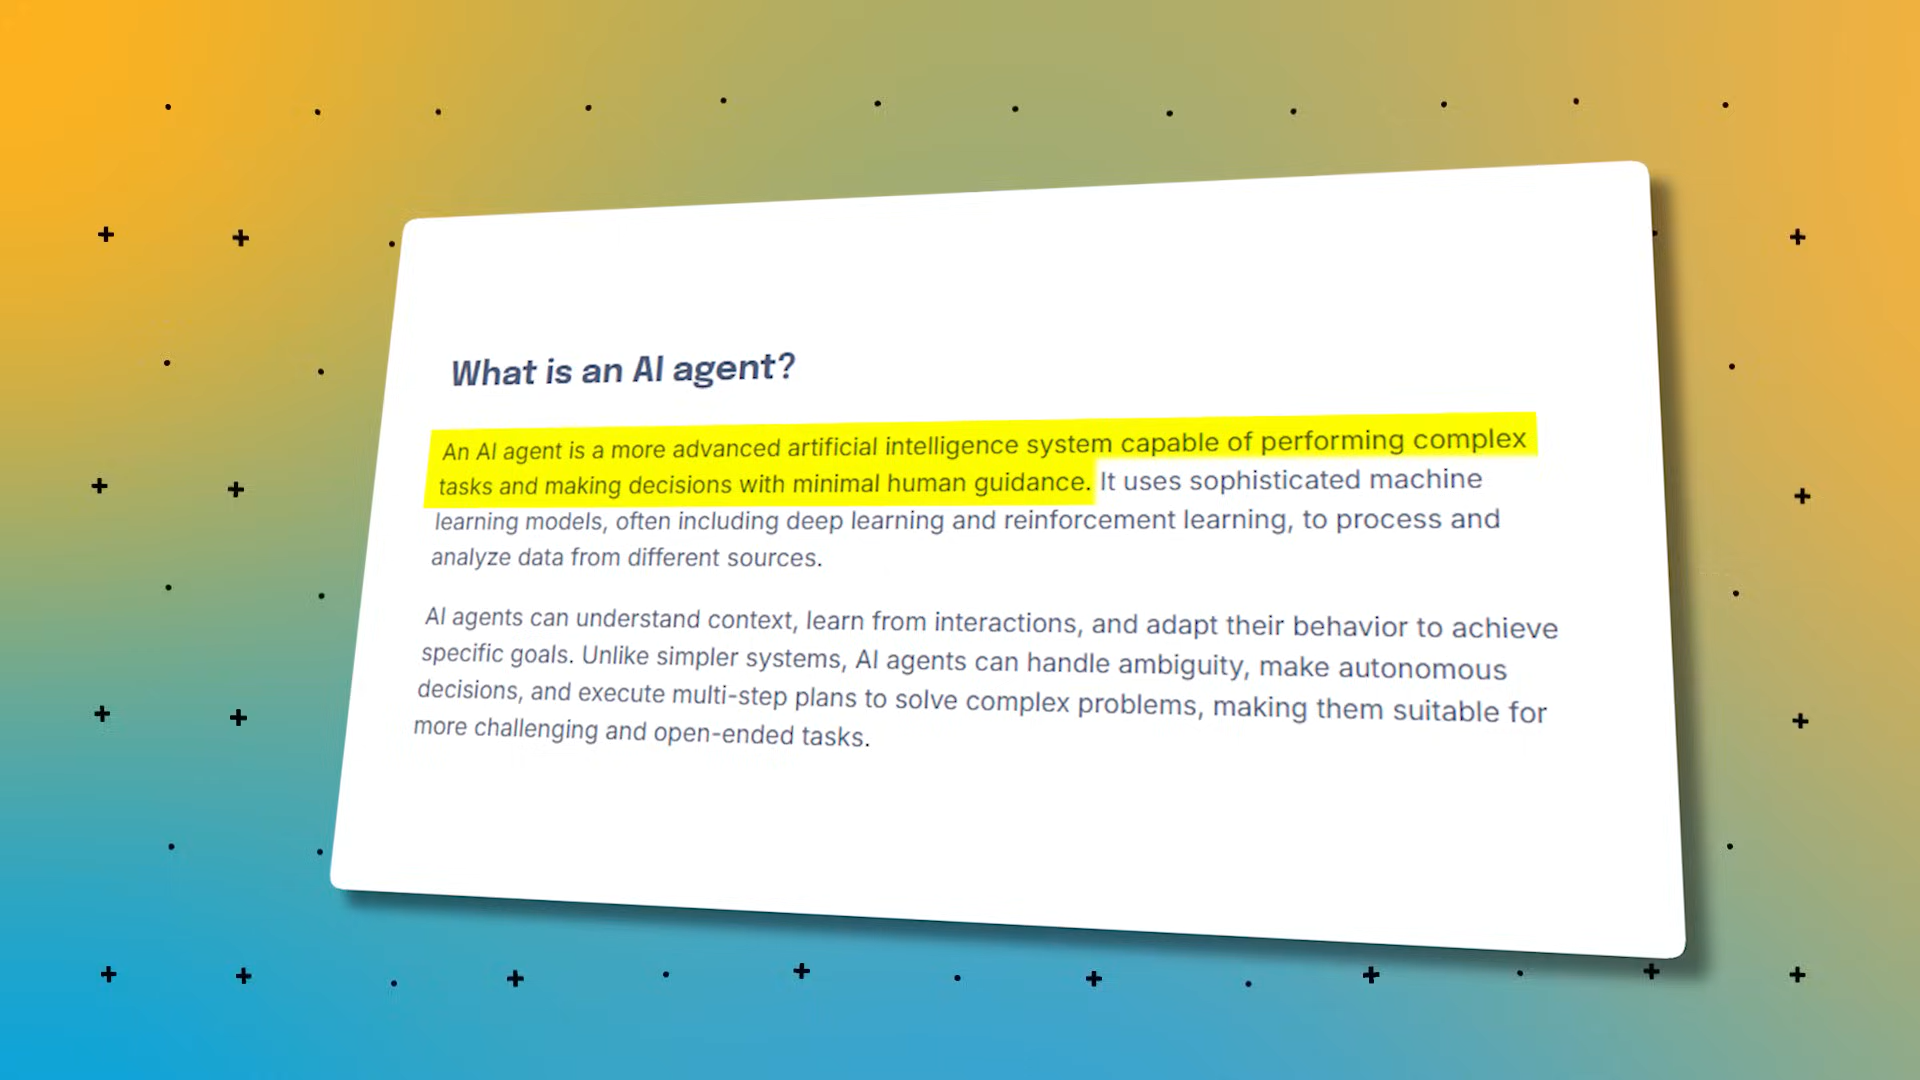 What is an AI agent?
An AI agent is a more advanced artificial intelligence system capable of performing complex
tasks and making decisions with minimal human guidance. It uses sophisticated machine
learning models, often including deep learning and reinforcement learning, to process and
analyze data from different sources.
AI agents can understand context, learn from interactions, and adapt their behavior to achieve
specific goals. Unlike simpler systems, AI agents can handle ambiguity, make autonomous
decisions, and execute multi-step plans to solve complex problems, making them suitable for
more challenging and open-ended tasks.